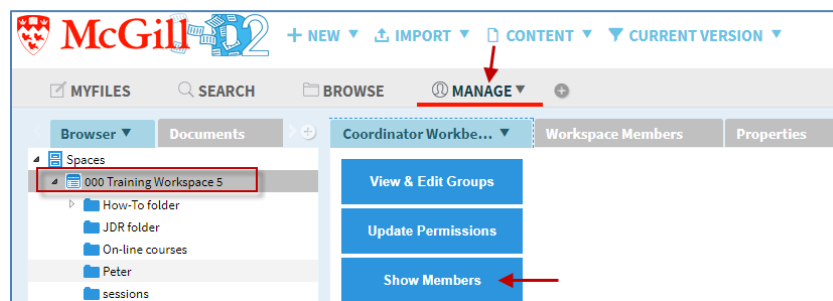 McGill D2 + NEW ▼ IMPORT ▼ CONTENT ▼ CURRENT VERSION ▼
MYFILES SEARCH BROWSE MANAGE ▼
Browser ▼ Documents Coordinator Workbe... ▼ Workspace Members Properties
Spaces
000 Training Workspace 5
View & Edit Groups
How-To folder
JDR folder
Update Permissions
On-line courses
Peter
Show Members
sessions